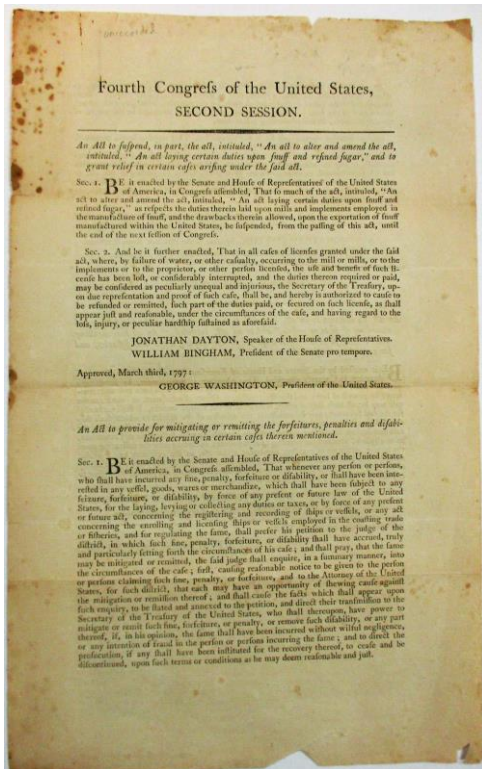 unrecorded
Fourth Congreſs of the United States,
SECOND SESSION.
An Act to ſuſpend, in part, the act, intituled, "An act to alter and amend the act,
intituled, "An act laying certain duties upon ſnuff and refined ſugar," and to
grant relief in certain caſes ariſing under the ſaid act.
Sec. 1. BE it enacted by the Senate and Houſe of Repreſentatives of the United States
of America, in Congreſs aſſembled, That ſo much of the act, intituled, "An
act to alter and amend the act, intituled, "An act laying certain duties upon ſnuff and
refined ſugar," as reſpects the duties therein laid upon mills and implements employed in
the manufacture of ſnuff, and the drawbacks therein allowed, upon the exportation of ſnuff
manufactured within the United States, be ſuſpended, from the paſſing of this act, until
the end of the next ſeſſion of Congreſs.
Sec. 2. And be it further enacted, That in all caſes of licenſes granted under the ſaid
act, where, by failure of water, or other caſualty, occurring to the mill or mills, or to the
implements or to the proprietor, or other perſon licenſed, the uſe and benefit of ſuch li-
cenſe has been loſt, or conſiderably interrupted, and the duties thereon required or paid,
may be conſidered as peculiarly unequal and injurious, the Secretary of the Treaſury, up-
on due repreſentation and proof of ſuch caſe, ſhall be, and hereby is authorized to cauſe to
be refunded or remitted, ſuch part of the duties paid, or ſecured on ſuch licenſe, as ſhall
appear juſt and reaſonable, under the circumſtances of the caſe, and having regard to the
loſs, injury, or peculiar hardſhip ſuſtained as aforeſaid.
JONATHAN DAYTON, Speaker of the Houſe of Repreſentatives.
WILLIAM BINGHAM, Preſident of the Senate pro tempore.
Approved, March third, 1797:
GEORGE WASHINGTON, Preſident of the United States.
An Act to provide for mitigating or remitting the forfeitures, penalties and diſabi-
lities accruing in certain caſes therein mentioned.
Sec. 1. BE it enacted by the Senate and Houſe of Repreſentatives of the United States
of America, in Congreſs aſſembled, That whenever any perſon or perſons,
who ſhall have incurred any fine, penalty, forfeiture or diſability, or ſhall have been inte-
reſted in any veſſel, goods, wares or merchandize, which ſhall have been ſubject to any
ſeizure, forfeiture, or diſability, by force of any preſent or future law of the United
States, for the laying, levying or collecting any duties or taxes, or by force of any preſent
or future act, concerning the regiſtering and recording of ſhips or veſſels, or any act
concerning the enrolling and licenſing ſhips or veſſels employed in the coaſting trade
or fiſheries, and for regulating the ſame, ſhall prefer his petition to the judge of the
diſtrict, in which ſuch fine, penalty, forfeiture, or diſability ſhall have accrued, truly
and particularly ſetting forth the circumſtances of his caſe; and ſhall pray, that the ſame
may be mitigated or remitted, the ſaid judge ſhall enquire, in a ſummary manner, into
the circumſtances of the caſe; firſt, cauſing reaſonable notice to be given to the perſon
or perſons claiming ſuch fine, penalty, or forfeiture, and to the Attorney of the United
States, for ſuch diſtrict, that each may have an opportunity of ſhewing cauſe againſt
the mitigation or remiſſion thereof; and ſhall cauſe the facts which ſhall appear upon
ſuch enquiry, to be ſtated and annexed to the petition, and direct their tranſmiſſion to the
Secretary of the Treaſury of the United States, who ſhall thereupon, have power to
mitigate or remit ſuch fine, forfeiture, or penalty, or remove ſuch diſability, or any part
thereof, if, in his opinion, the ſame ſhall have been incurred without wilful negligence,
or any intention of fraud in the perſon or perſons incurring the ſame; and to direct the
proſecution, if any ſhall have been inſtituted for the recovery thereof, to ceaſe and be
diſcontinued, upon ſuch terms or conditions as he may deem reaſonable and juſt.